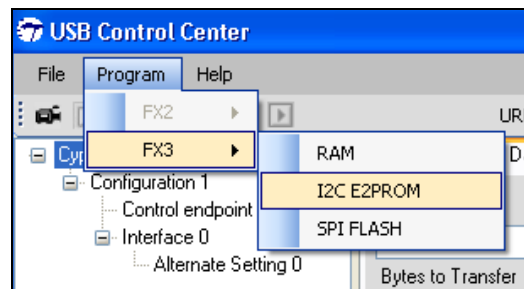 USB Control Center
File Program Help
FX2
UR
FX3
RAM
Cyp
D
Configuration 1
I2C E2PROM
Control endpoint
SPI FLASH
Interface 0
Alternate Setting 0
Bytes to Transfer